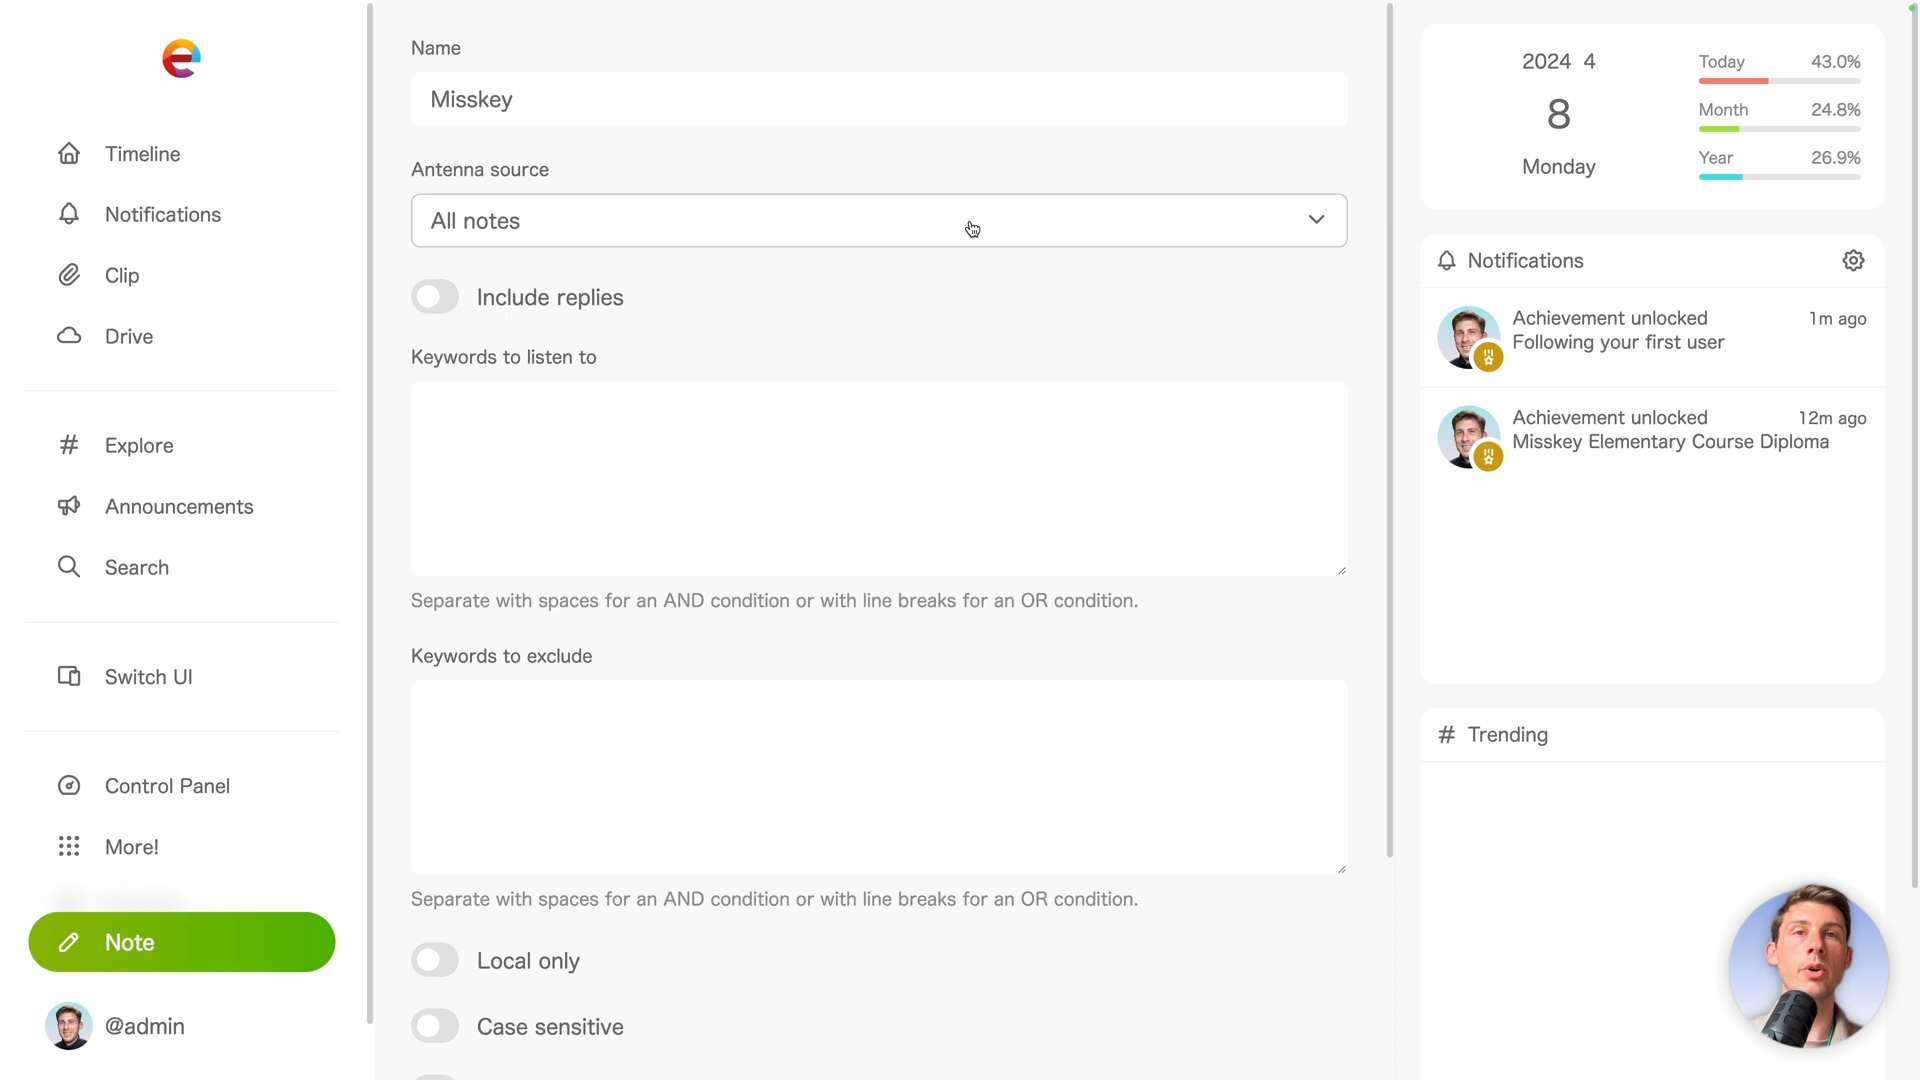 Timeline
Notifications
Clip
Drive
Explore
Announcements
Search
Switch UI
Control Panel
More!
Note
@admin
Name
Misskey
Antenna source
All notes
Include replies
Keywords to listen to
Separate with spaces for an AND condition or with line breaks for an OR condition.
Keywords to exclude
Separate with spaces for an AND condition or with line breaks for an OR condition.
Local only
Case sensitive
2024 4
8
Monday
Today 43.0%
Month 24.8%
Year 26.9%
Notifications
Achievement unlocked 1m ago
Following your first user
Achievement unlocked 12m ago
Misskey Elementary Course Diploma
# Trending